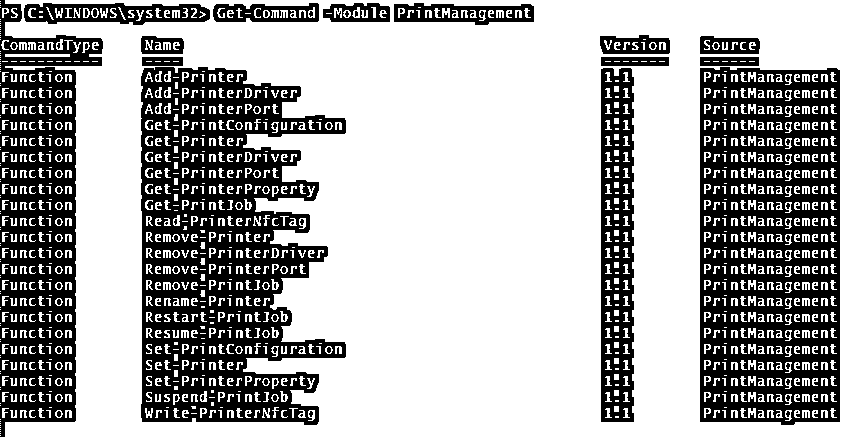 PS C:\WINDOWS\system32> Get-Command -Module PrintManagement
CommandType Name Version Source
----------- ---- ------- ------
Function Add-Printer 1.1 PrintManagement
Function Add-PrinterDriver 1.1 PrintManagement
Function Add-PrinterPort 1.1 PrintManagement
Function Get-PrintConfiguration 1.1 PrintManagement
Function Get-Printer 1.1 PrintManagement
Function Get-PrinterDriver 1.1 PrintManagement
Function Get-PrinterPort 1.1 PrintManagement
Function Get-PrinterProperty 1.1 PrintManagement
Function Get-PrintJob 1.1 PrintManagement
Function Read-PrinterNfcTag 1.1 PrintManagement
Function Remove-Printer 1.1 PrintManagement
Function Remove-PrinterDriver 1.1 PrintManagement
Function Remove-PrinterPort 1.1 PrintManagement
Function Remove-PrintJob 1.1 PrintManagement
Function Rename-Printer 1.1 PrintManagement
Function Restart-PrintJob 1.1 PrintManagement
Function Resume-PrintJob 1.1 PrintManagement
Function Set-PrintConfiguration 1.1 PrintManagement
Function Set-Printer 1.1 PrintManagement
Function Set-PrinterProperty 1.1 PrintManagement
Function Suspend-PrintJob 1.1 PrintManagement
Function Write-PrinterNfcTag 1.1 PrintManagement